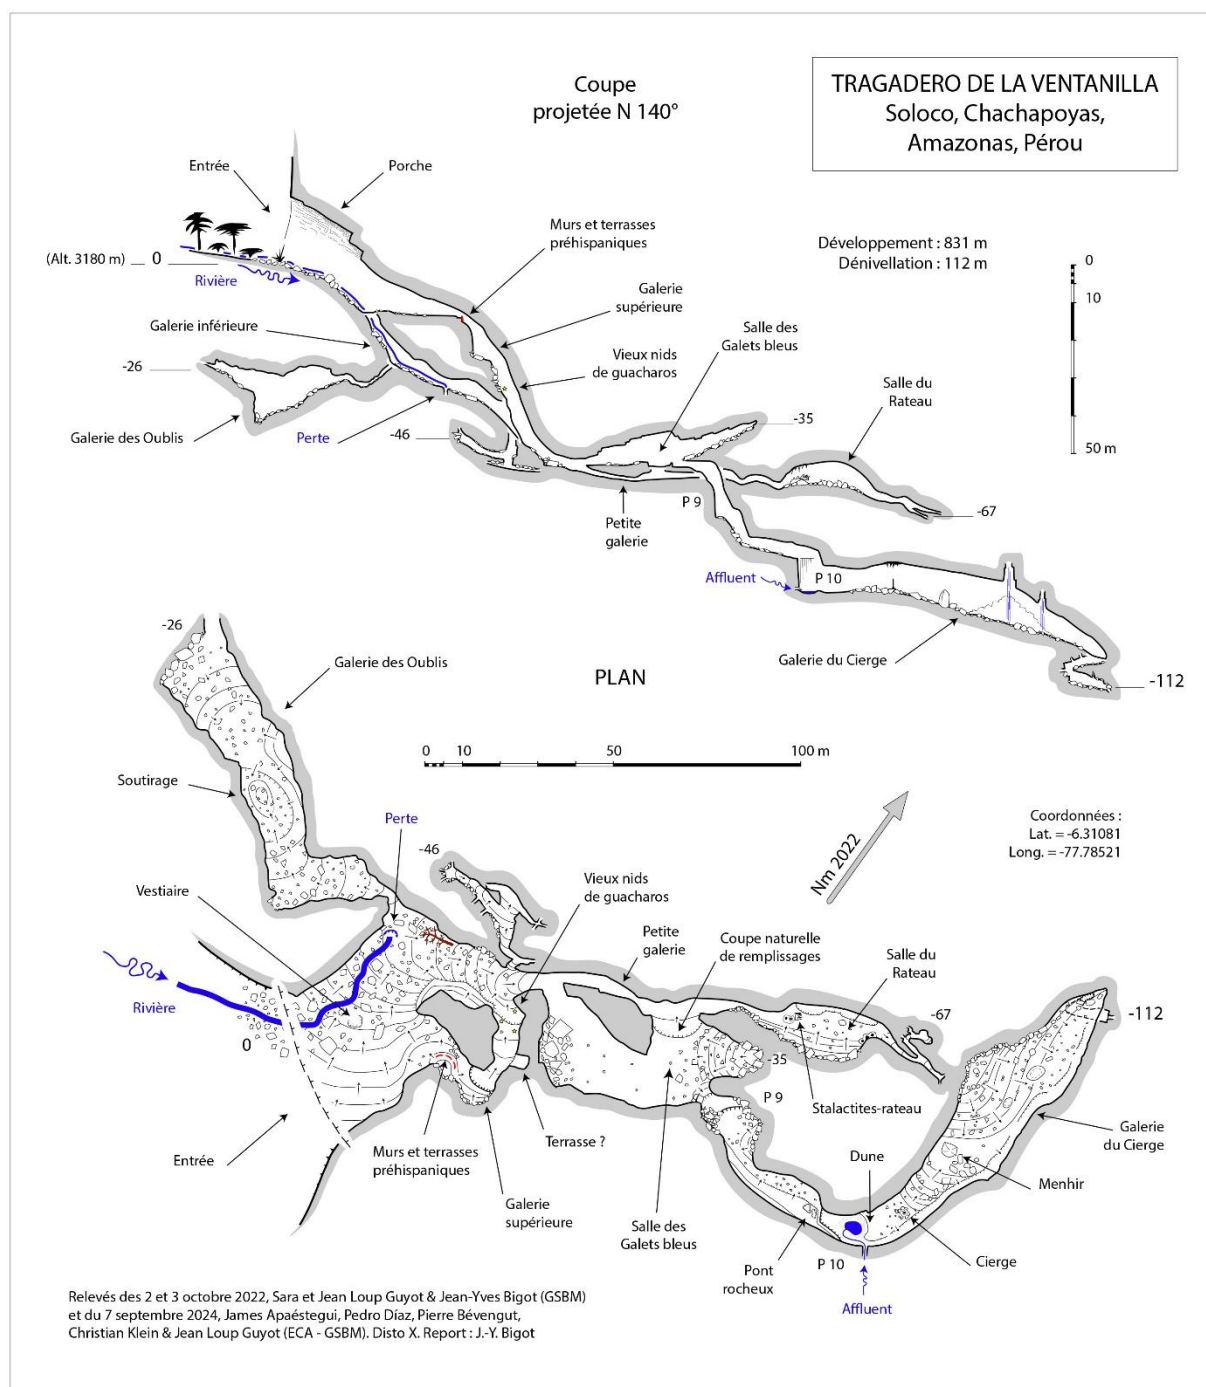 Coupe
projetée N 140°
TRAGADERO DE LA VENTANILLA
Soloco, Chachapoyas,
Amazonas, Pérou
Entrée
Porche
Murs et terrasses
préhispaniques
Développement : 831 m
Dénivellation : 112 m
0
10
50 m
(Alt. 3180 m)
0
Rivière
Galerie
supérieure
Galerie inférieure
Salle des
Galets bleus
-26
Vieux nids
de guacharos
Salle du
Rateau
-35
Galerie des Oublis
Perte
-46
P 9
Petite
galerie
-67
Affluent
P 10
Galerie du Cierge
-112
-26
Galerie des Oublis
PLAN
0
10
50
100 m
Soutirage
Perte
Nm 2022
Coordonnées :
Lat. = -6.31081
Long. = -77.78521
-46
Vestiaire
Vieux nids
de guacharos
Petite
galerie
Coupe naturelle
de remplissages
Salle du
Rateau
Rivière
0
-67
-112
-35
P 9
Stalactites-rateau
Galerie
du Cierge
Entrée
Murs et terrasses
préhispaniques
Terrasse ?
Dune
Menhir
Galerie
supérieure
Salle des
Galets bleus
Pont
rocheux
P 10
Cierge
Affluent
Relevés des 2 et 3 octobre 2022, Sara et Jean Loup Guyot & Jean-Yves Bigot (GSBM)
et du 7 septembre 2024, James Apaéstegui, Pedro Díaz, Pierre Bévengut,
Christian Klein & Jean Loup Guyot (ECA - GSBM). Disto X. Report : J.-Y. Bigot